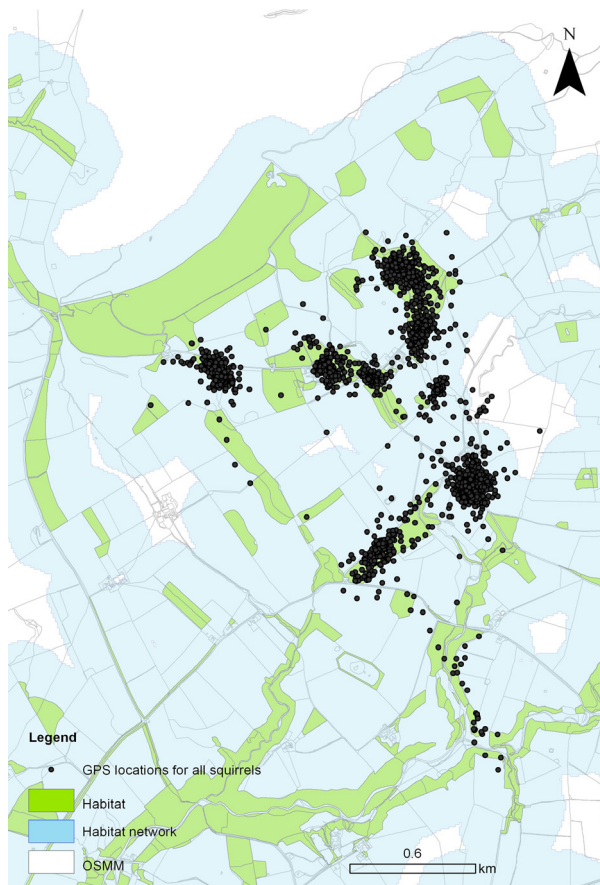 N
Legend
GPS locations for all squirrels
Habitat
Habitat network
OSMM
0.6
km